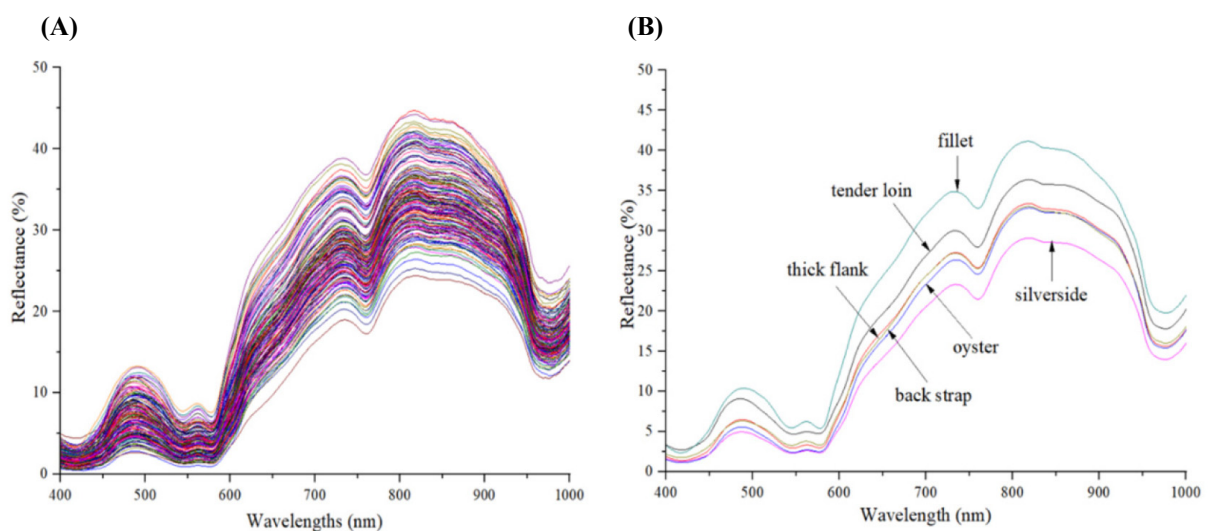 (A)
50
40
30
20
10
0
400 500 600 700 800 900 1000
Reflectance (%)
Wavelengths (nm)
(B)
50
45
40
35
30
25
20
15
10
5
0
400 500 600 700 800 900 1000
Reflectance (%)
Wavelength (nm)
fillet
tender loin
thick flank
silverside
oyster
back strap